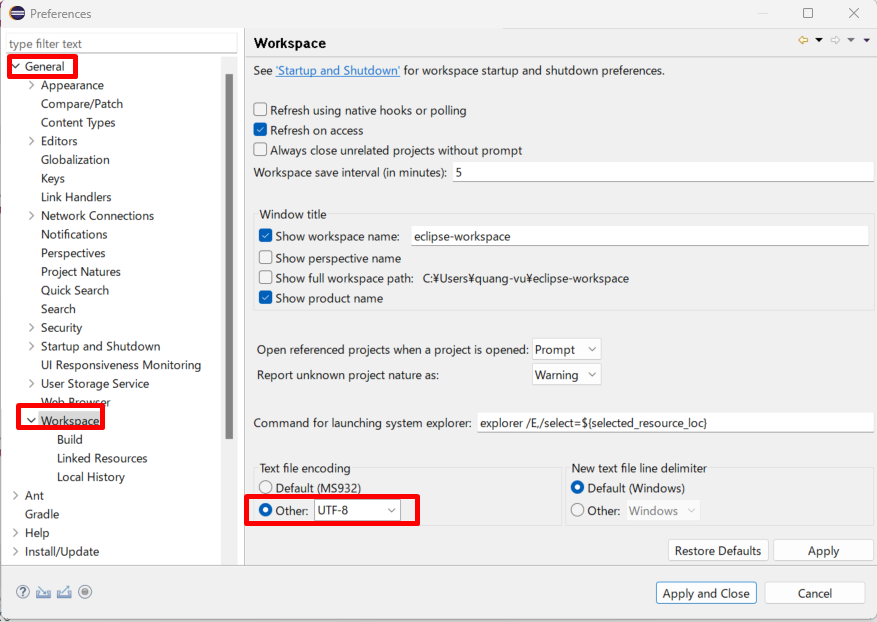 Preferences
type filter text
General
Appearance
Compare/Patch
Content Types
Editors
Globalization
Keys
Link Handlers
Network Connections
Notifications
Perspectives
Project Natures
Quick Search
Search
Security
Startup and Shutdown
UI Responsiveness Monitoring
User Storage Service
Web Browser
Workspace
Build
Linked Resources
Local History
Ant
Gradle
Help
Install/Update
Workspace
See 'Startup and Shutdown' for workspace startup and shutdown preferences.
Refresh using native hooks or polling
Refresh on access
Always close unrelated projects without prompt
Workspace save interval (in minutes): 5
Window title
Show workspace name: eclipse-workspace
Show perspective name
Show full workspace path: C:¥Users¥quang-vu¥eclipse-workspace
Show product name
Open referenced projects when a project is opened: Prompt
Report unknown project nature as: Warning
Command for launching system explorer: explorer /E,/select=${selected_resource_loc}
Text file encoding
Default (MS932)
Other: UTF-8
New text file line delimiter
Default (Windows)
Other: Windows
Restore Defaults
Apply
Apply and Close
Cancel